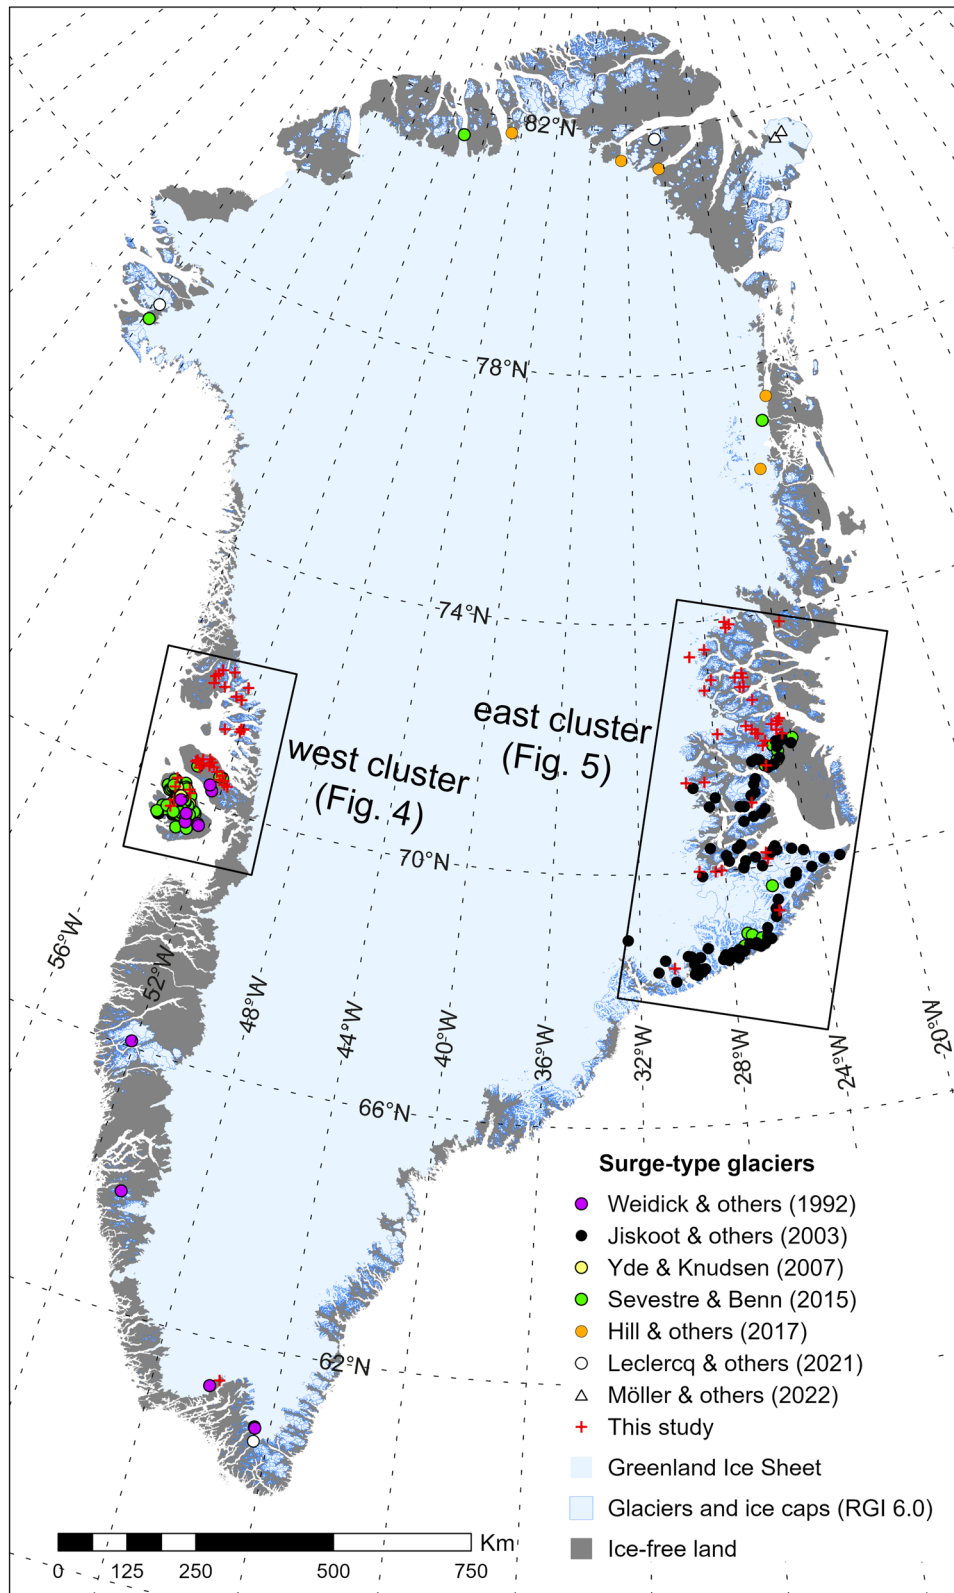 82°N
78°N
74°N
east cluster
(Fig. 5)
west cluster
(Fig. 4)
70°N
56°W
52°W
48°W
44°W
40°W
36°W
32°W
28°W
24°W
20°W
66°N
62°N
Surge-type glaciers
Weidick & others (1992)
Jiskoot & others (2003)
Yde & Knudsen (2007)
Sevestre & Benn (2015)
Hill & others (2017)
Leclercq & others (2021)
Möller & others (2022)
This study
Greenland Ice Sheet
Glaciers and ice caps (RGI 6.0)
Ice-free land
Km
0 125 250 500 750